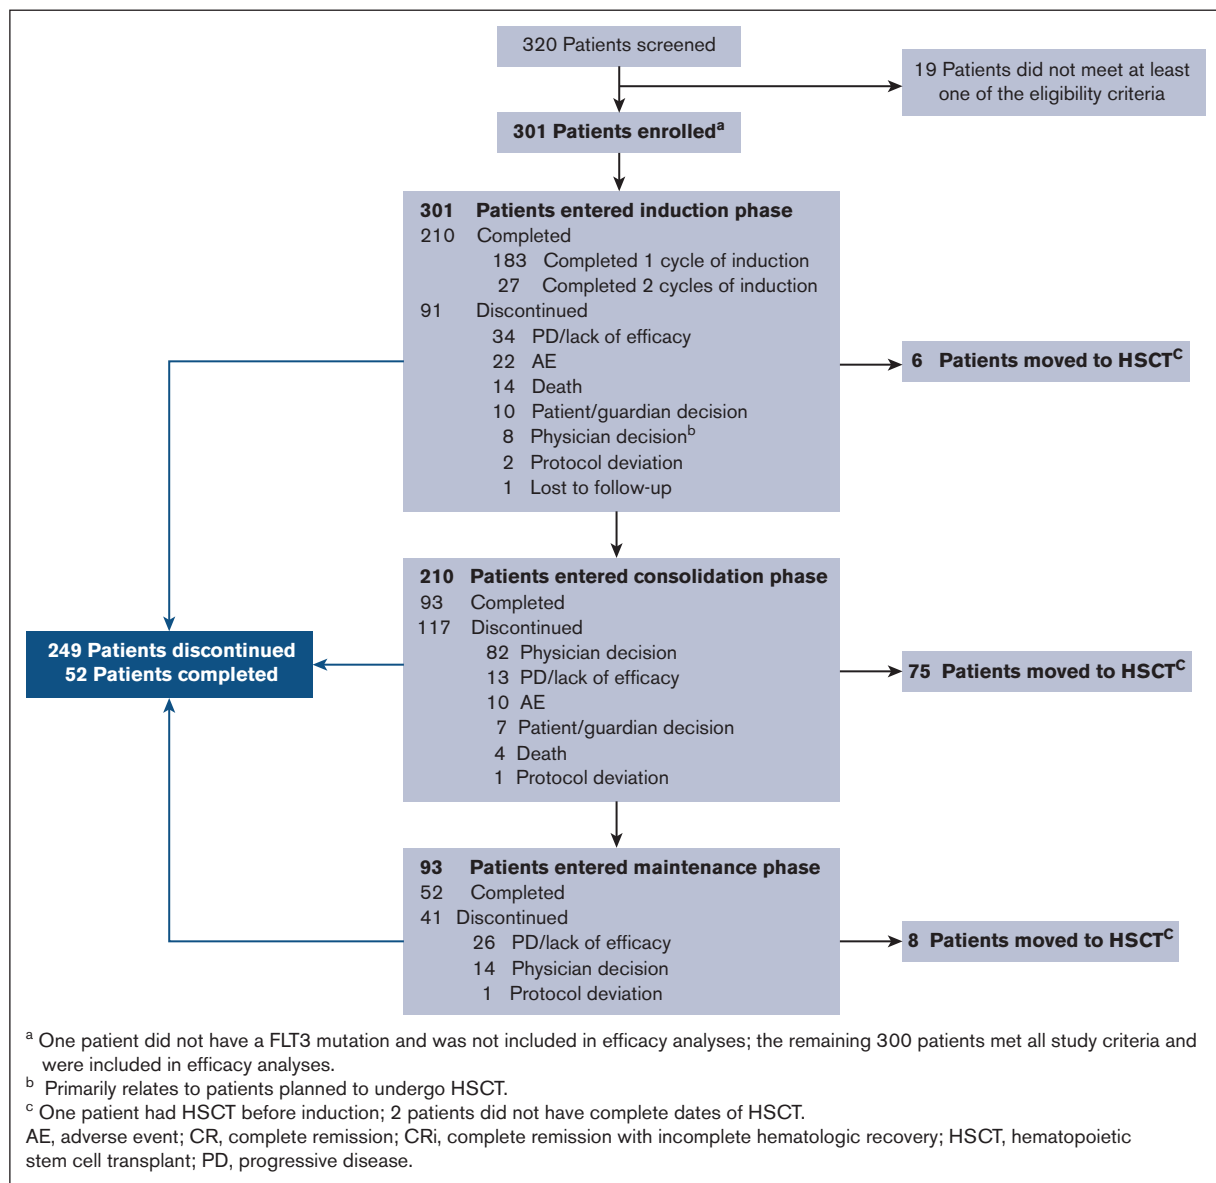 320 Patients screened
19 Patients did not meet at least
one of the eligibility criteria
301 Patients enrolled^a
301 Patients entered induction phase
210 Completed
183 Completed 1 cycle of induction
27 Completed 2 cycles of induction
91 Discontinued
34 PD/lack of efficacy
22 AE
14 Death
10 Patient/guardian decision
8 Physician decision^b
2 Protocol deviation
1 Lost to follow-up
6 Patients moved to HSCT^C
210 Patients entered consolidation phase
93 Completed
117 Discontinued
82 Physician decision
13 PD/lack of efficacy
10 AE
7 Patient/guardian decision
4 Death
1 Protocol deviation
249 Patients discontinued
52 Patients completed
75 Patients moved to HSCT^C
93 Patients entered maintenance phase
52 Completed
41 Discontinued
26 PD/lack of efficacy
14 Physician decision
1 Protocol deviation
8 Patients moved to HSCT^C
^a One patient did not have a FLT3 mutation and was not included in efficacy analyses; the remaining 300 patients met all study criteria and
were included in efficacy analyses.
^b Primarily relates to patients planned to undergo HSCT.
^c One patient had HSCT before induction; 2 patients did not have complete dates of HSCT.
AE, adverse event; CR, complete remission; CRi, complete remission with incomplete hematologic recovery; HSCT, hematopoietic
stem cell transplant; PD, progressive disease.